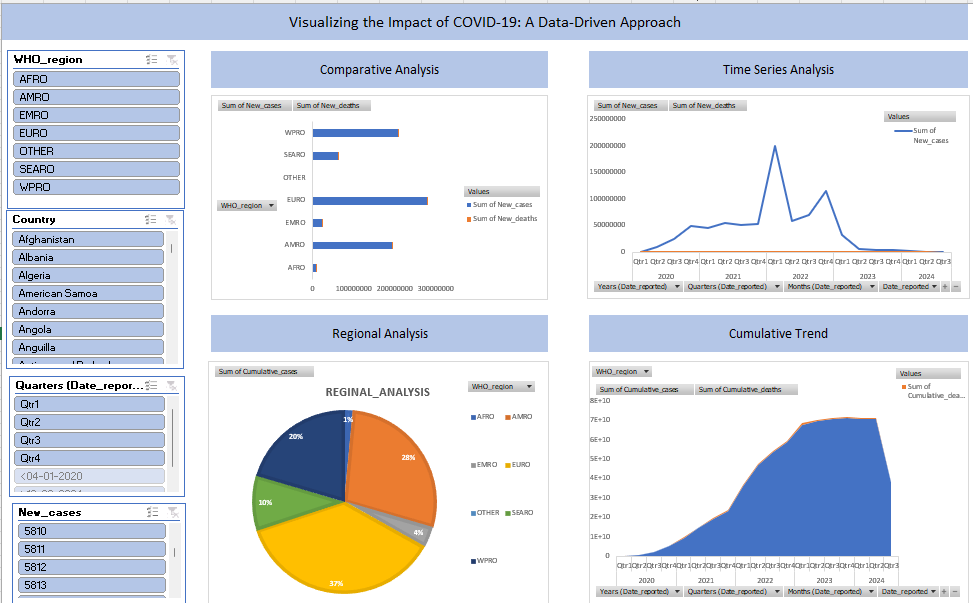 Visualizing the Impact of COVID-19: A Data-Driven Approach
WHO_region
AFRO
AMRO
EMRO
EURO
OTHER
SEARO
WPRO
Country
Afghanistan
Albania
Algeria
American Samoa
Andorra
Angola
Anguilla
Quarters (Date_repor...
Qtr1
Qtr2
Qtr3
Qtr4
<04-01-2020
New_cases
5810
5811
5812
5813
Comparative Analysis
Sum of New_cases Sum of New_deaths
WPRO
SEARO
OTHER
EURO
EMRO
AMRO
AFRO
0 100000000 200000000 300000000
WHO_region
Values
Sum of New_cases
Sum of New_deaths
Time Series Analysis
Sum of New_cases Sum of New_deaths
250000000
200000000
150000000
100000000
50000000
0
Qtr1 Qtr2 Qtr3 Qtr4 Qtr1 Qtr2 Qtr3 Qtr4 Qtr1 Qtr2 Qtr3 Qtr4 Qtr1 Qtr2 Qtr3 Qtr4 Qtr1 Qtr2 Qtr3
2020 2021 2022 2023 2024
Values
Sum of
New_cases
Years (Date_reported) Quarters (Date_reported) Months (Date_reported) Date_reported + −
Regional Analysis
Sum of Cumulative_cases
REGINAL_ANALYSIS
1%
28%
4%
37%
10%
20%
WHO_region
AFRO AMRO
EMRO EURO
OTHER SEARO
WPRO
Cumulative Trend
WHO_region
Sum of Cumulative_cases Sum of Cumulative_deaths
8E+10
7E+10
6E+10
5E+10
4E+10
3E+10
2E+10
1E+10
0
Qtr1Qtr2Qtr3Qtr4Qtr1Qtr2Qtr3Qtr4Qtr1Qtr2Qtr3Qtr4Qtr1Qtr2Qtr3Qtr4Qtr1Qtr2Qtr3
2020 2021 2022 2023 2024
Values
Sum of
Cumulative_dea...
Years (Date_reported) Quarters (Date_reported) Months (Date_reported) Date_reported + −